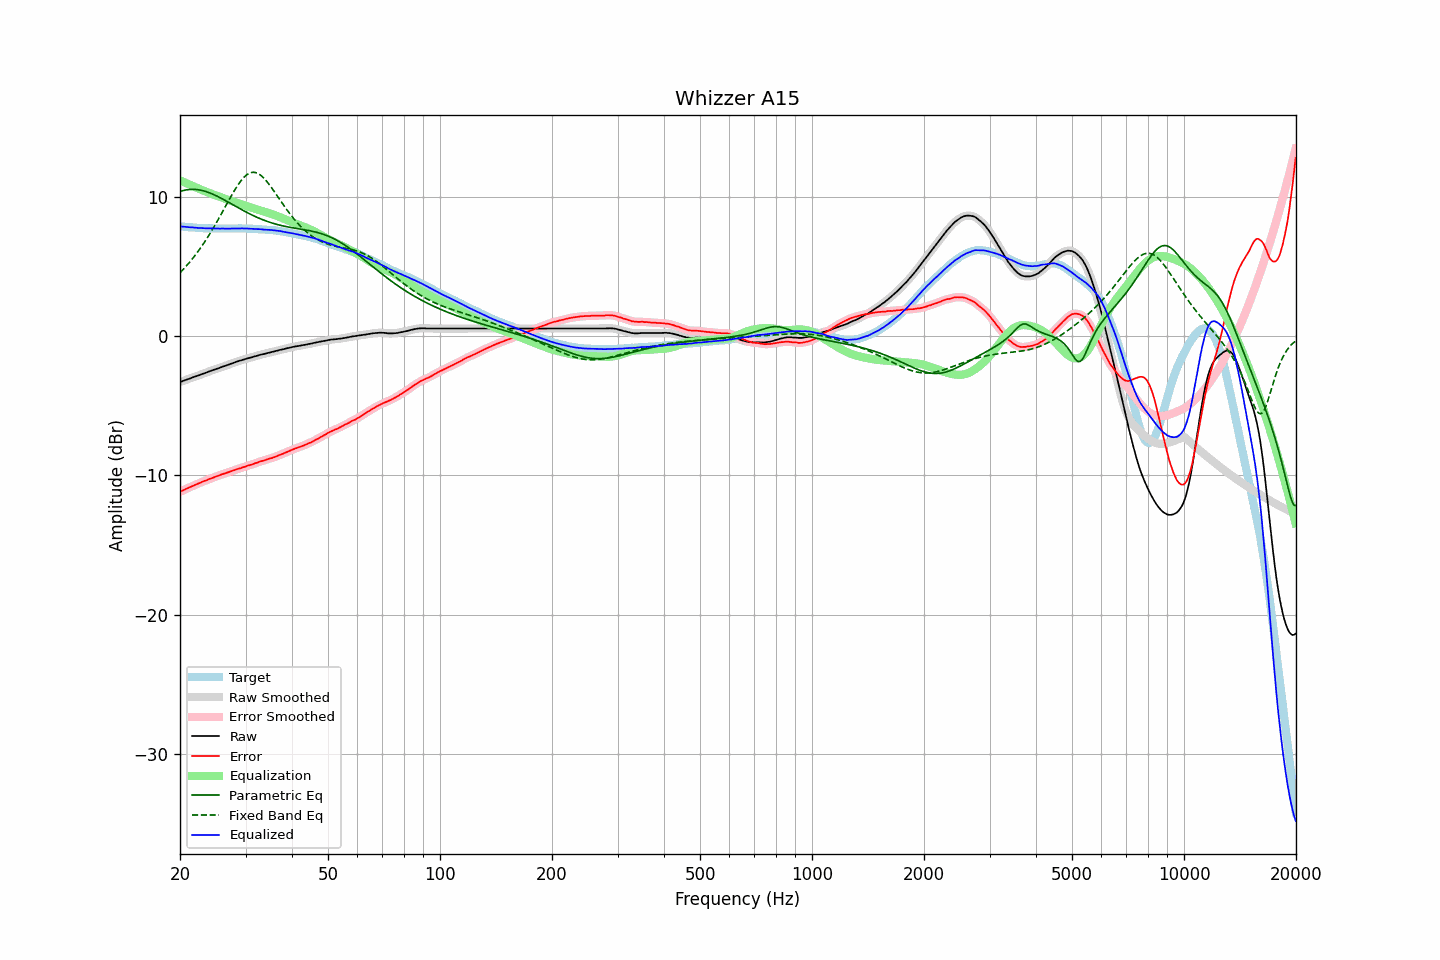 Whizzer A15
Amplitude (dBr)
10
0
−10
−20
−30
Target
Raw Smoothed
Error Smoothed
Raw
Error
Equalization
Parametric Eq
Fixed Band Eq
Equalized
20 50 100 200 500 1000 2000 5000 10000 20000
Frequency (Hz)